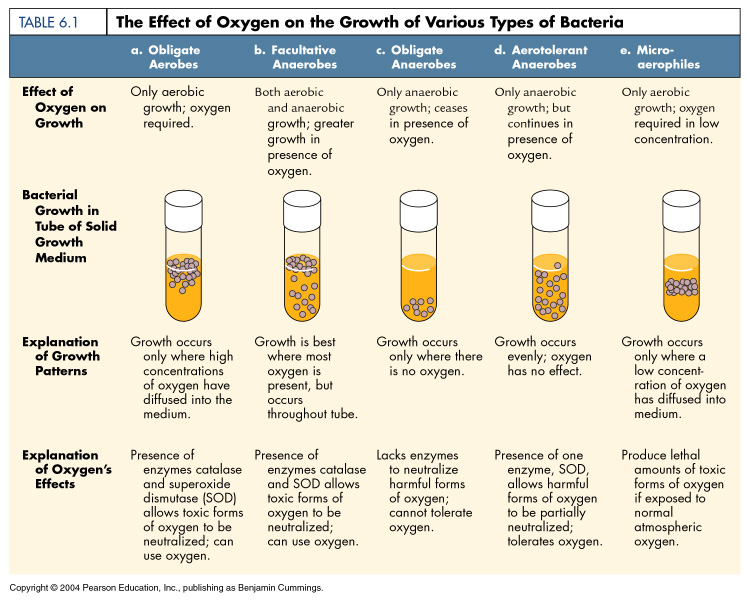 TABLE 6.1
The Effect of Oxygen on the Growth of Various Types of Bacteria
a. Obligate
Aerobes
b. Facultative
Anaerobes
c. Obligate
Anaerobes
d. Aerotolerant
Anaerobes
e. Micro-
aerophiles
Effect of
Oxygen on
Growth
Only aerobic
growth; oxygen
required.
Both aerobic
and anaerobic
growth; greater
growth in
presence of
oxygen.
Only anaerobic
growth; ceases
in presence of
oxygen.
Only anaerobic
growth; but
continues in
presence of
oxygen.
Only aerobic
growth; oxygen
required in low
concentration.
Bacterial
Growth in
Tube of Solid
Growth
Medium
Explanation
of Growth
Patterns
Growth occurs
only where high
concentrations
of oxygen have
diffused into the
medium.
Growth is best
where most
oxygen is
present, but
occurs
throughout tube.
Growth occurs
only where there
is no oxygen.
Growth occurs
evenly; oxygen
has no effect.
Growth occurs
only where a
low concent-
ration of oxygen
has diffused into
medium.
Explanation
of Oxygen's
Effects
Presence of
enzymes catalase
and superoxide
dismutase (SOD)
allows toxic forms
of oxygen to be
neutralized; can
use oxygen.
Presence of
enzymes catalase
and SOD allows
toxic forms of
oxygen to be
neutralized;
can use oxygen.
Lacks enzymes
to neutralize
harmful forms
of oxygen;
cannot tolerate
oxygen.
Presence of one
enzyme, SOD,
allows harmful
forms of oxygen
to be partially
neutralized;
tolerates oxygen.
Produce lethal
amounts of toxic
forms of oxygen
if exposed to
normal
atmospheric
oxygen.
Copyright © 2004 Pearson Education, Inc., publishing as Benjamin Cummings.